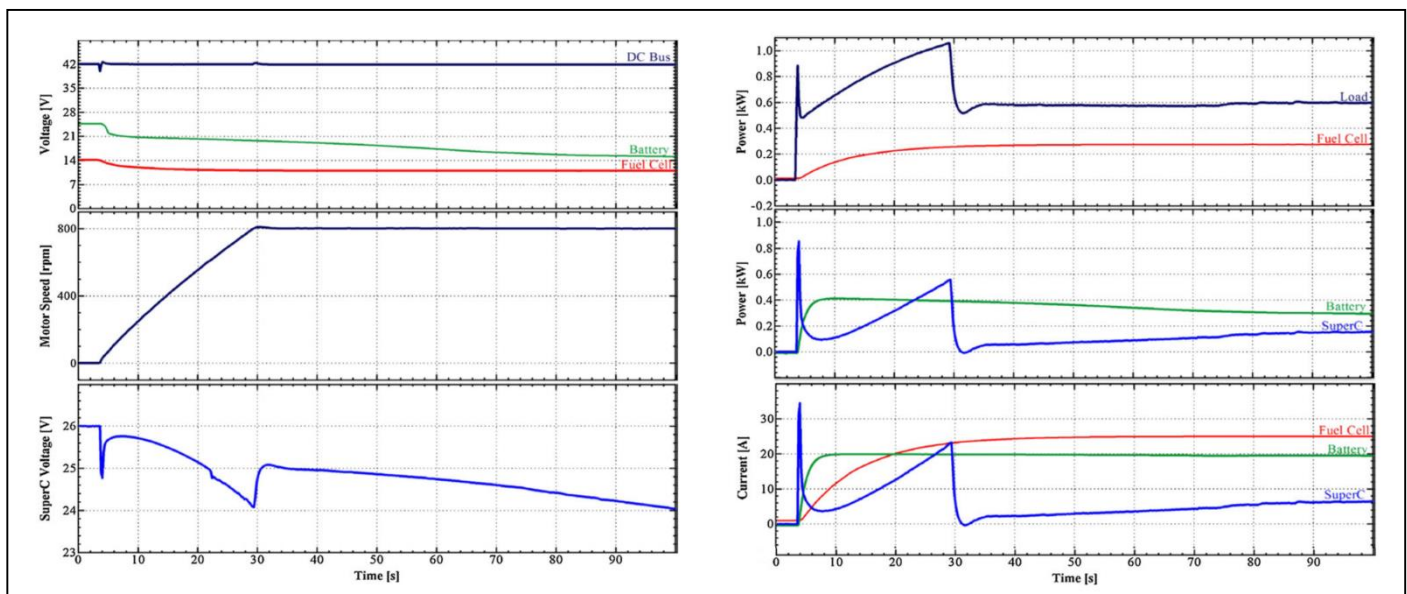 Voltage [V]
42
35
28
21
14
7
0
DC Bus
Battery
Fuel Cell
Motor Speed [rpm]
800
400
0
SuperC Voltage [V]
26
25
24
23
0 10 20 30 40 50 60 70 80 90
Time [s]
Power [kW]
1.0
0.8
0.6
0.4
0.2
0.0
-0.2
Load
Fuel Cell
Power [kW]
1.0
0.8
0.6
0.4
0.2
0.0
Battery
SuperC
Current [A]
30
20
10
0
Fuel Cell
Battery
SuperC
0 10 20 30 40 50 60 70 80 90
Time [s]